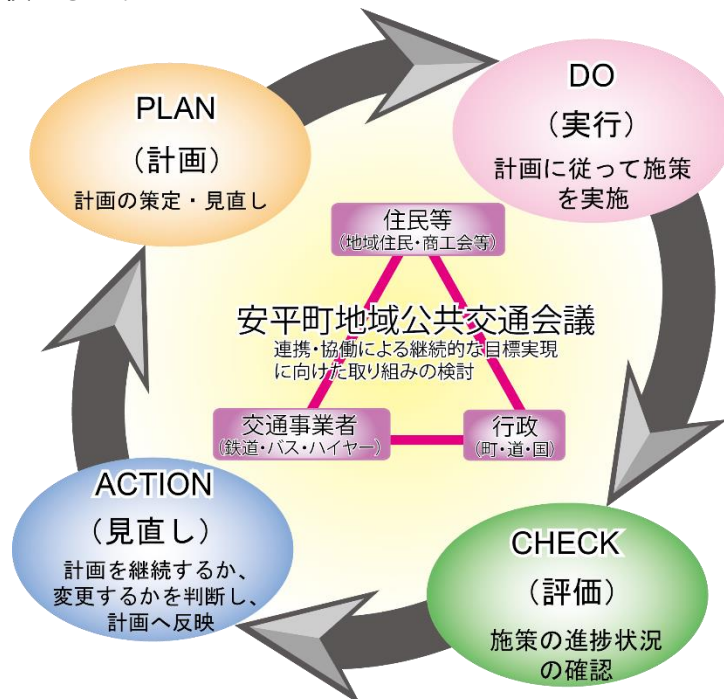 PLAN
（計画）
計画の策定・見直し
DO
（実行）
計画に従って施策
を実施
住民等
(地域住民・商工会等)
安平町地域公共交通会議
連携・協働による継続的な目標実現
に向けた取り組みの検討
交通事業者
(鉄道・バス・ハイヤー)
行政
(町・道・国)
ACTION
（見直し）
計画を継続するか、
変更するかを判断し、
計画へ反映
CHECK
（評価）
施策の進捗状況
の確認